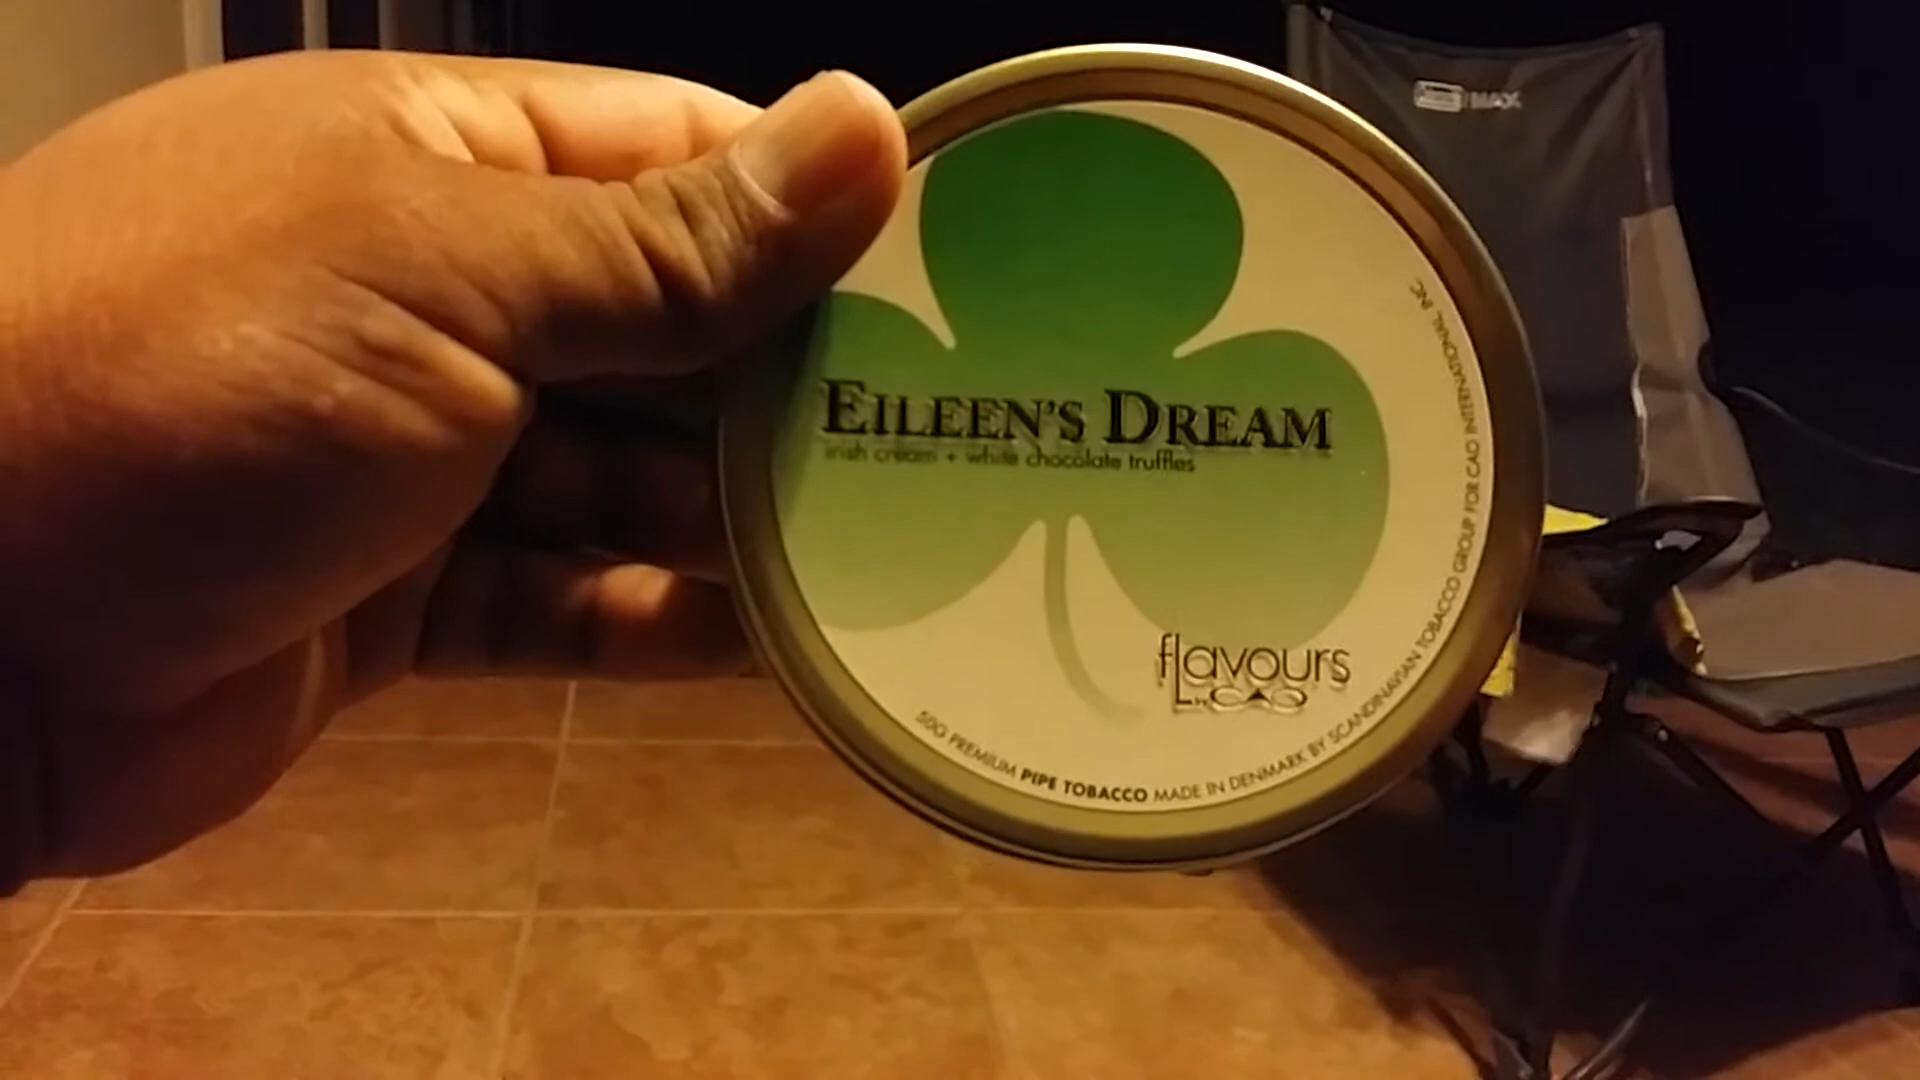 EILEEN'S DREAM
irish cream + white chocolate truffles
flavours
by CAO
50G PREMIUM PIPE TOBACCO MADE IN DENMARK BY SCANDINAVIAN TOBACCO GROUP FOR CAO INTERNATIONAL, INC.
MAX